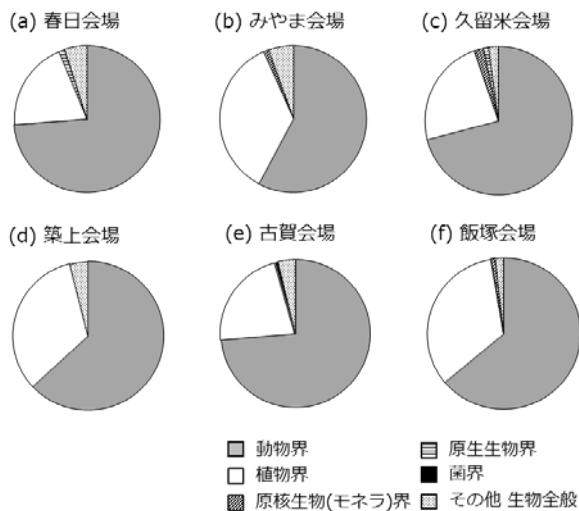 (a) 春日会場
(b) みやま会場
(c) 久留米会場
(d) 築上会場
(e) 古賀会場
(f) 飯塚会場
動物界
原生生物界
植物界
菌界
原核生物(モネラ)界
その他 生物全般